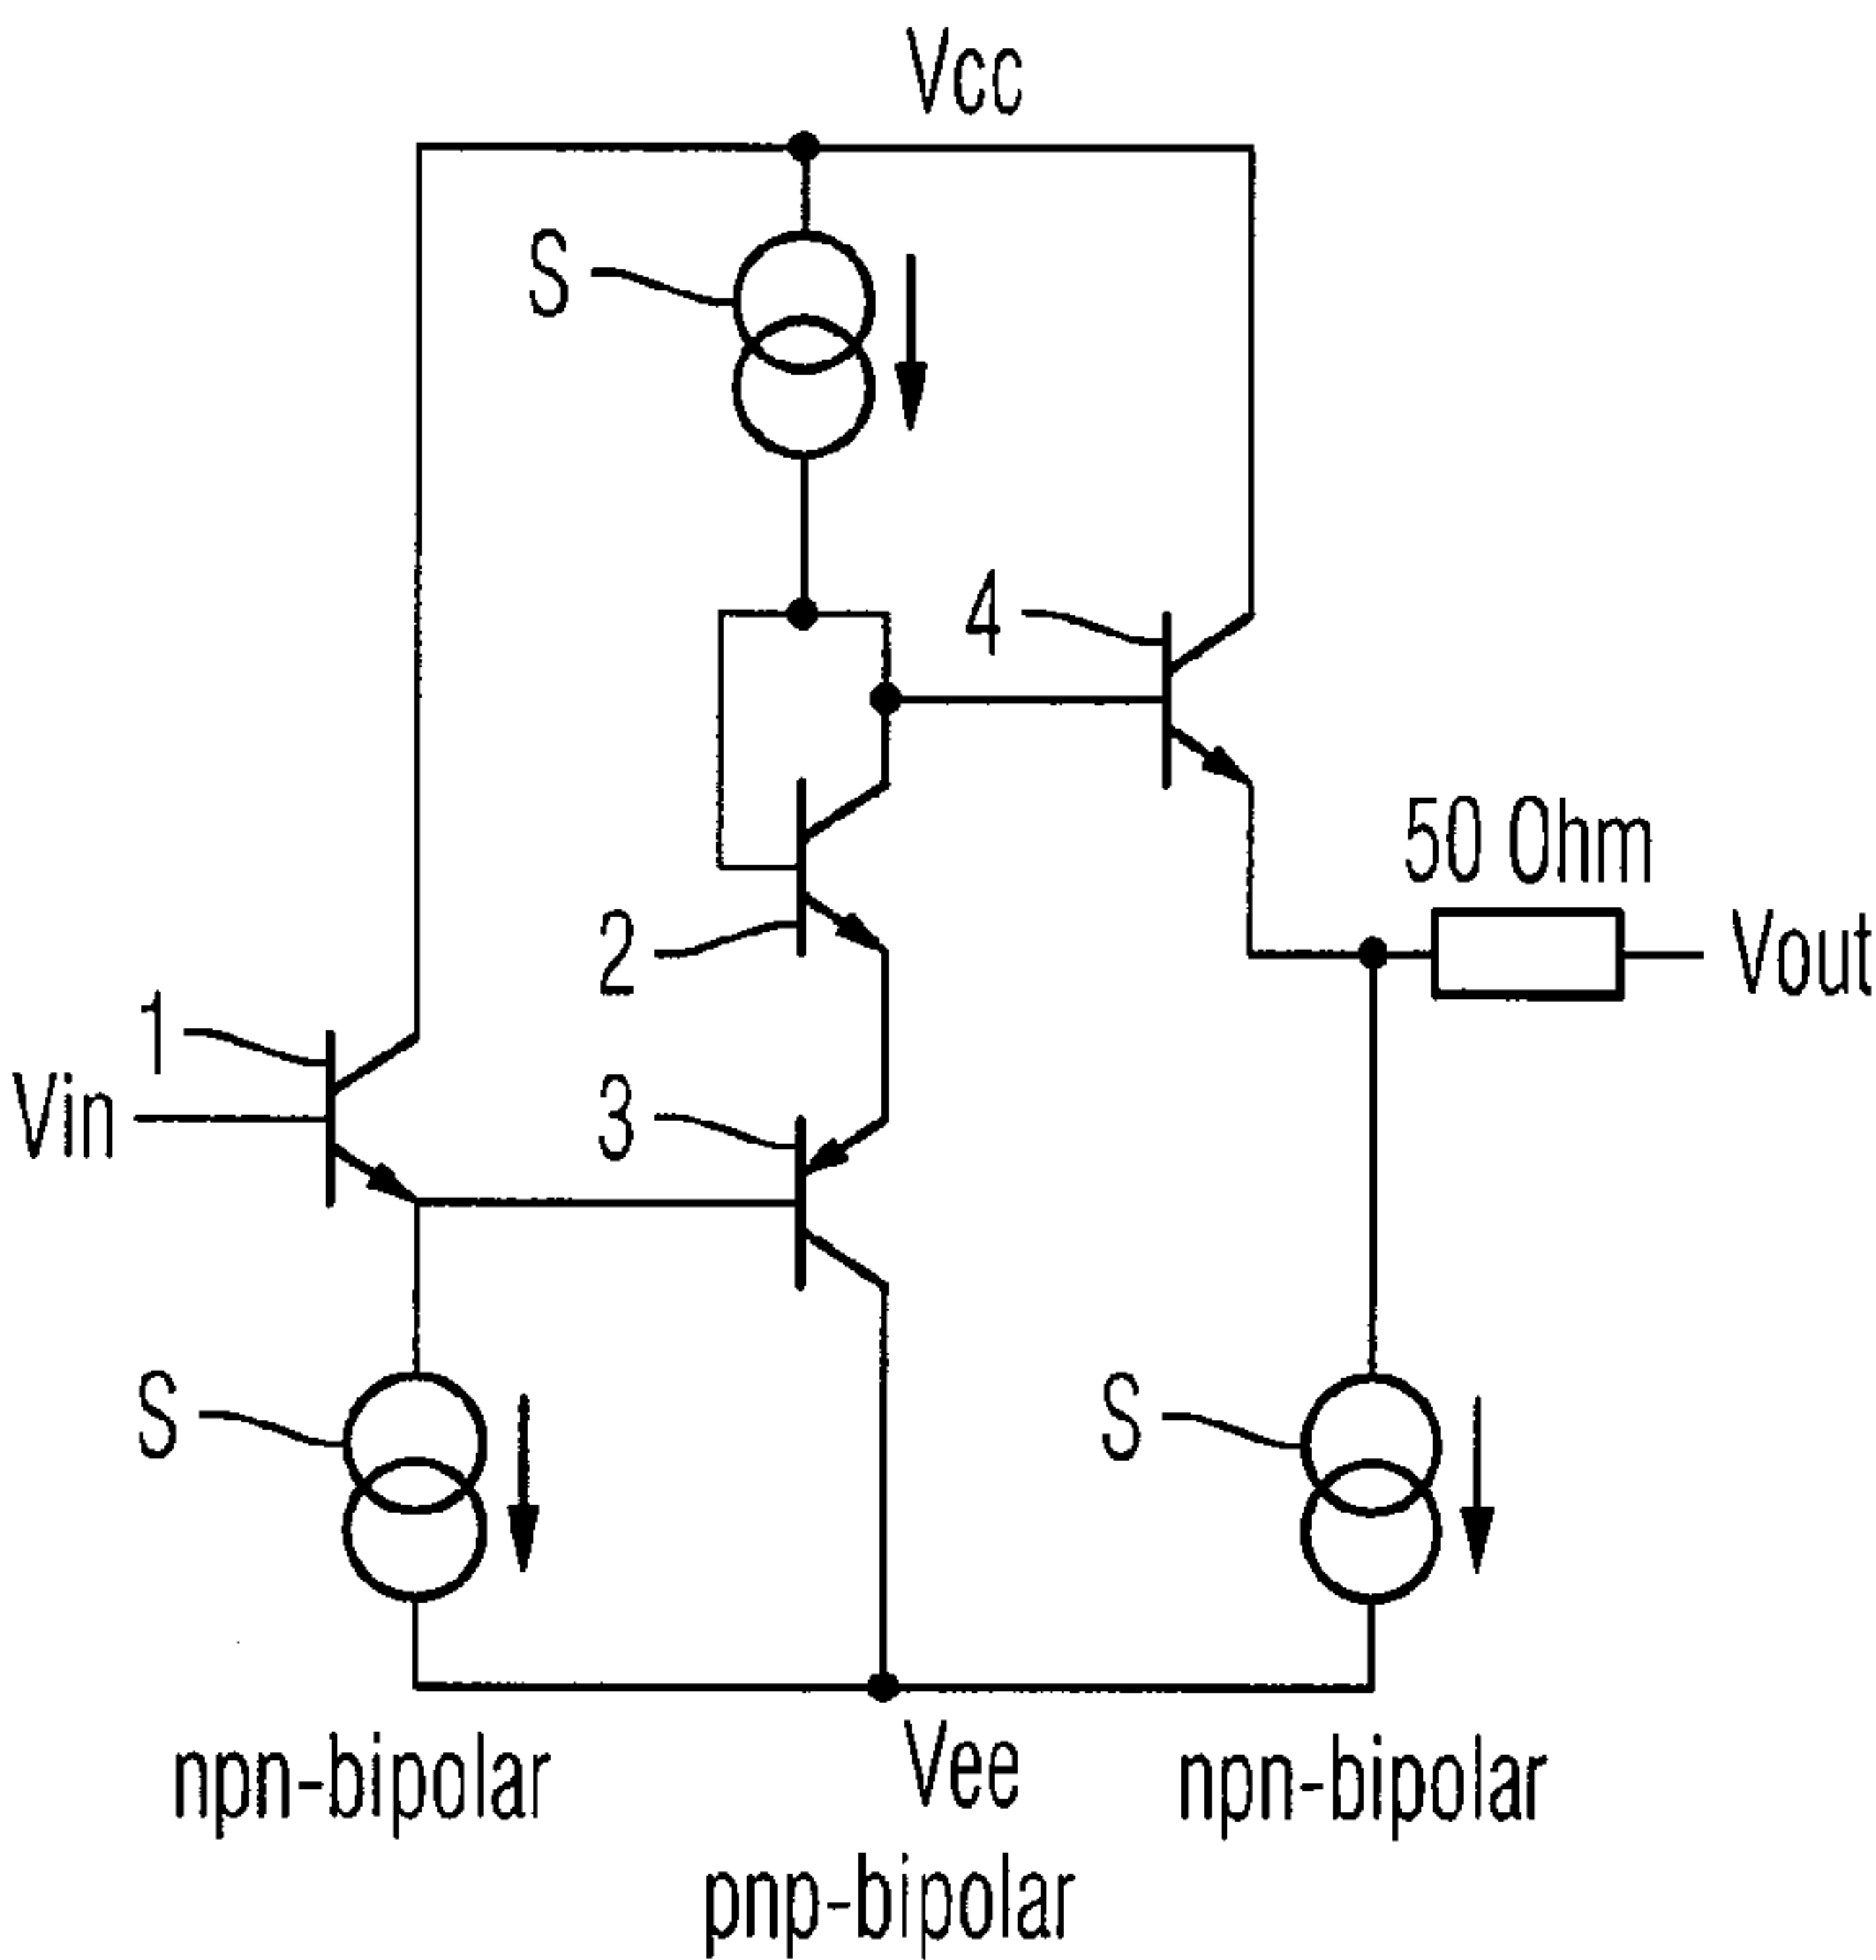 Vcc
S
4
50 Ohm
2
Vout
1
Vin
3
S
S
npn-bipolar
Vee
npn-bipolar
pnp-bipolar